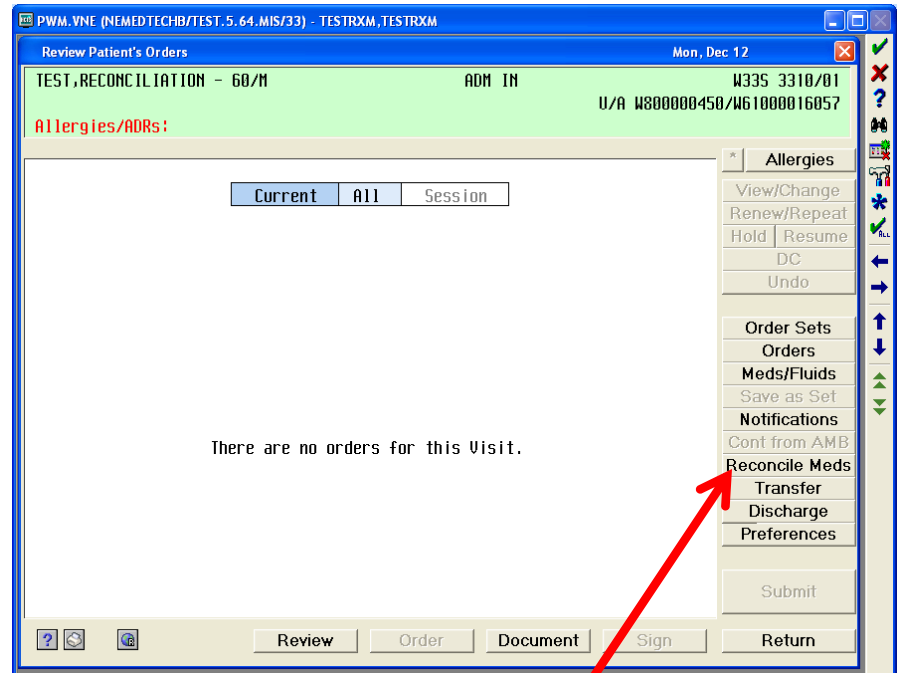 PWM.VNE (NEMEDTECHB/TEST.5.64.MIS/33) - TESTRXM,TESTRXM
Review Patient's Orders Mon, Dec 12
TEST,RECONCILIATION - 60/M ADM IN W33S 3310/01
U/A W800000450/W61000016057
Allergies/ADRs:
* Allergies
Current All Session
View/Change
Renew/Repeat
Hold Resume
DC
Undo
Order Sets
Orders
Meds/Fluids
Save as Set
Notifications
Cont from AMB
There are no orders for this Visit.
Reconcile Meds
Transfer
Discharge
Preferences
Submit
? Review Order Document Sign Return
?
ALL